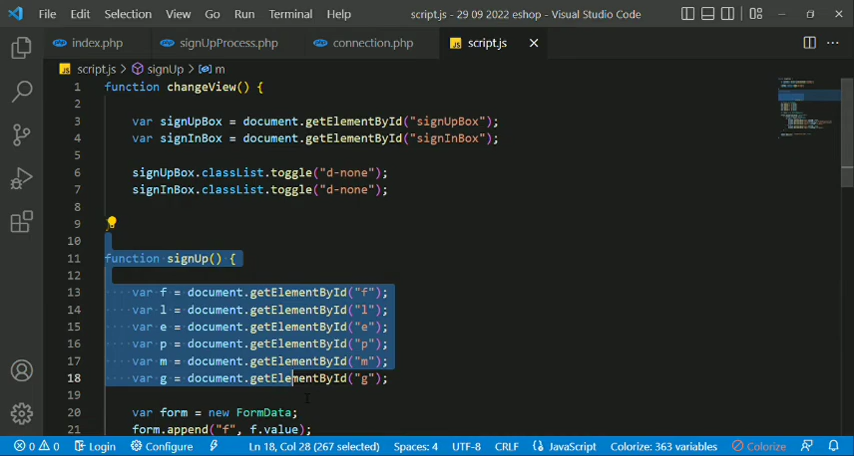 File Edit Selection View Go Run Terminal Help script.js - 29 09 2022 eshop - Visual Studio Code
index.php signUpProcess.php connection.php JS script.js
JS script.js > signUp > m
1 function changeView() {
2
3 var signUpBox = document.getElementById("signUpBox");
4 var signInBox = document.getElementById("signInBox");
5
6 signUpBox.classList.toggle("d-none");
7 signInBox.classList.toggle("d-none");
8
9
10
11 function signUp() {
12
13 var f = document.getElementById("f");
14 var l = document.getElementById("l");
15 var e = document.getElementById("e");
16 var p = document.getElementById("p");
17 var m = document.getElementById("m");
18 var g = document.getElementById("g");
19
20 var form = new FormData;
21 form.append("f", f.value);
0 0 Login Configure Ln 18, Col 28 (267 selected) Spaces: 4 UTF-8 CRLF JavaScript Colorize: 363 variables Colorize